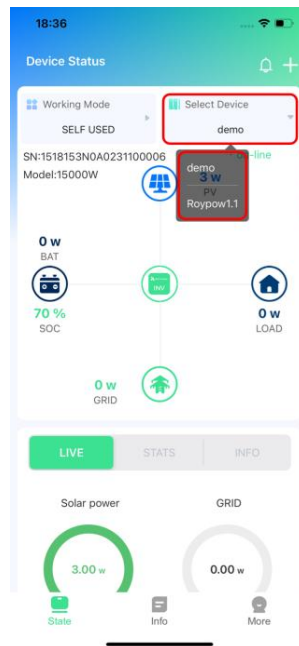 18:36
Device Status
Working Mode
SELF USED
Select Device
demo
SN:1518153N0A0231100006
Model:15000W
-line
demo
3 w
PV
Roypow1.1
0 w
BAT
70 %
SOC
INV
0 w
LOAD
0 w
GRID
LIVE
STATS
INFO
Solar power
GRID
3.00 w
0.00 w
State
Info
More